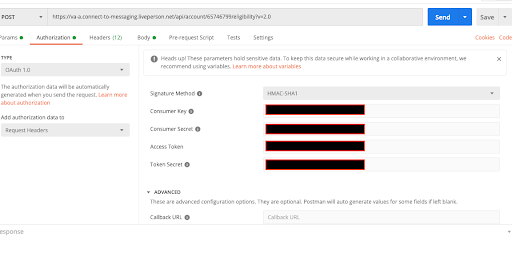 POST https://va-a.connect-to-messaging.liveperson.net/api/account/65746799/eligibility?v=2.0 Send Save
Params Authorization Headers (12) Body Pre-request Script Tests Settings Cookies Code
TYPE
OAuth 1.0
The authorization data will be automatically
generated when you send the request. Learn more
about authorization
Add authorization data to
Request Headers
Heads up! These parameters hold sensitive data. To keep this data secure while working in a collaborative environment, we
recommend using variables. Learn more about variables
Signature Method HMAC-SHA1
Consumer Key
Consumer Secret
Access Token
Token Secret
ADVANCED
These are advanced configuration options. They are optional. Postman will auto generate values for some fields if left blank.
Callback URL Callback URL
esponse